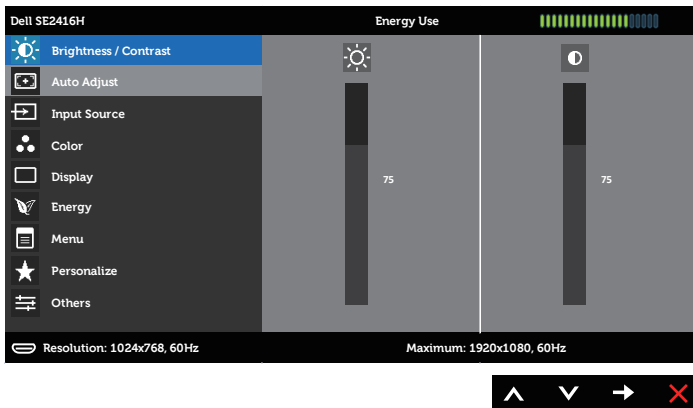 Dell SE2416H Energy Use
Brightness / Contrast
Auto Adjust
Input Source
Color
Display
Energy
Menu
Personalize
Others
75 75
Resolution: 1024x768, 60Hz Maximum: 1920x1080, 60Hz